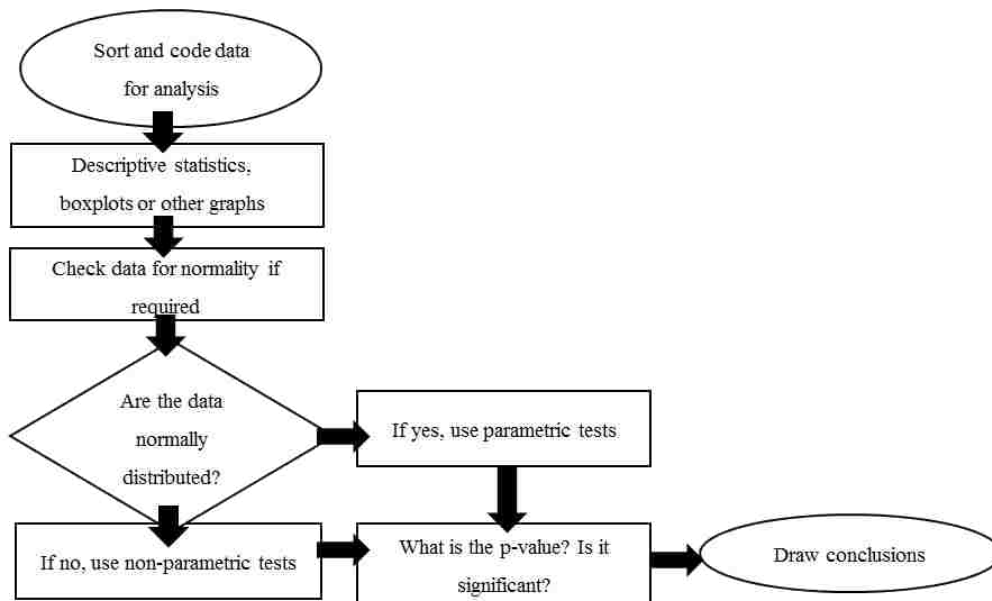 Sort and code data
for analysis
Descriptive statistics,
boxplots or other graphs
Check data for normality if
required
Are the data
normally
distributed?
If yes, use parametric tests
If no, use non-parametric tests
What is the p-value? Is it
significant?
Draw conclusions